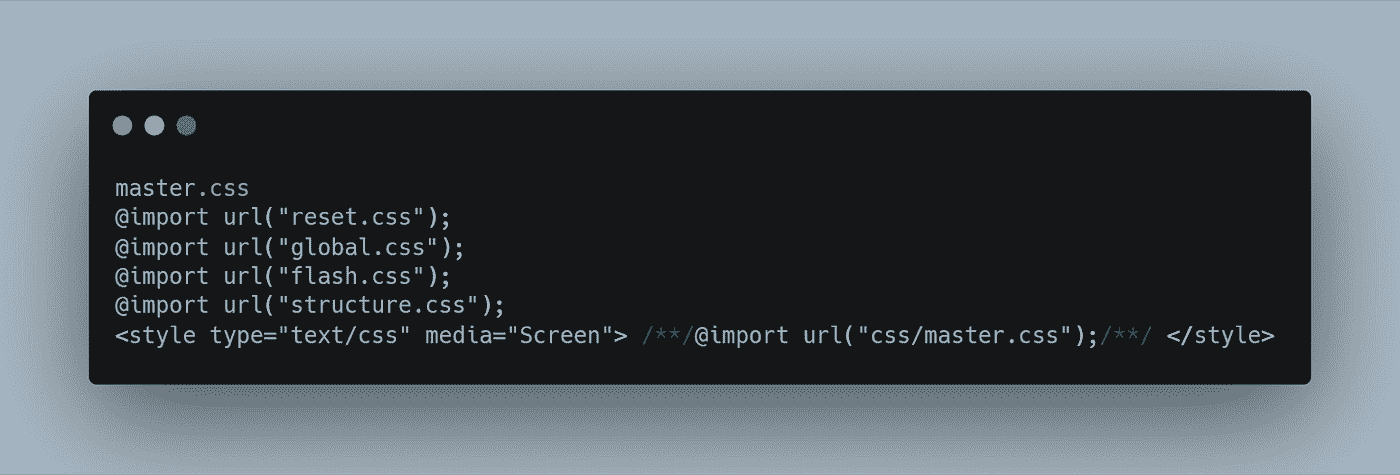 master.css
@import url("reset.css");
@import url("global.css");
@import url("flash.css");
@import url("structure.css");
<style type="text/css" media="Screen"> /**/@import url("css/master.css");/**/ </style>